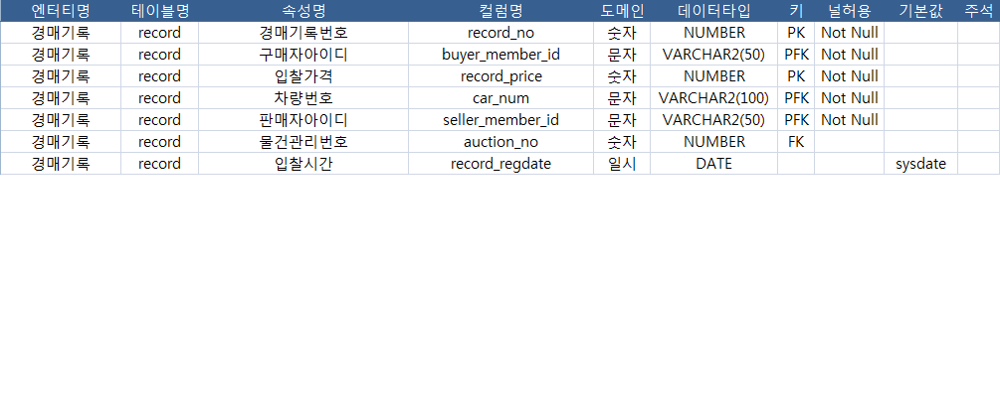 엔터티명 테이블명 속성명 컬럼명 도메인 데이터타입 키 널허용 기본값 주석
경매기록 record 경매기록번호 record_no 숫자 NUMBER PK Not Null
경매기록 record 구매자아이디 buyer_member_id 문자 VARCHAR2(50) PFK Not Null
경매기록 record 입찰가격 record_price 숫자 NUMBER PK Not Null
경매기록 record 차량번호 car_num 문자 VARCHAR2(100) PFK Not Null
경매기록 record 판매자아이디 seller_member_id 문자 VARCHAR2(50) PFK Not Null
경매기록 record 물건관리번호 auction_no 숫자 NUMBER FK
경매기록 record 입찰시간 record_regdate 일시 DATE sysdate